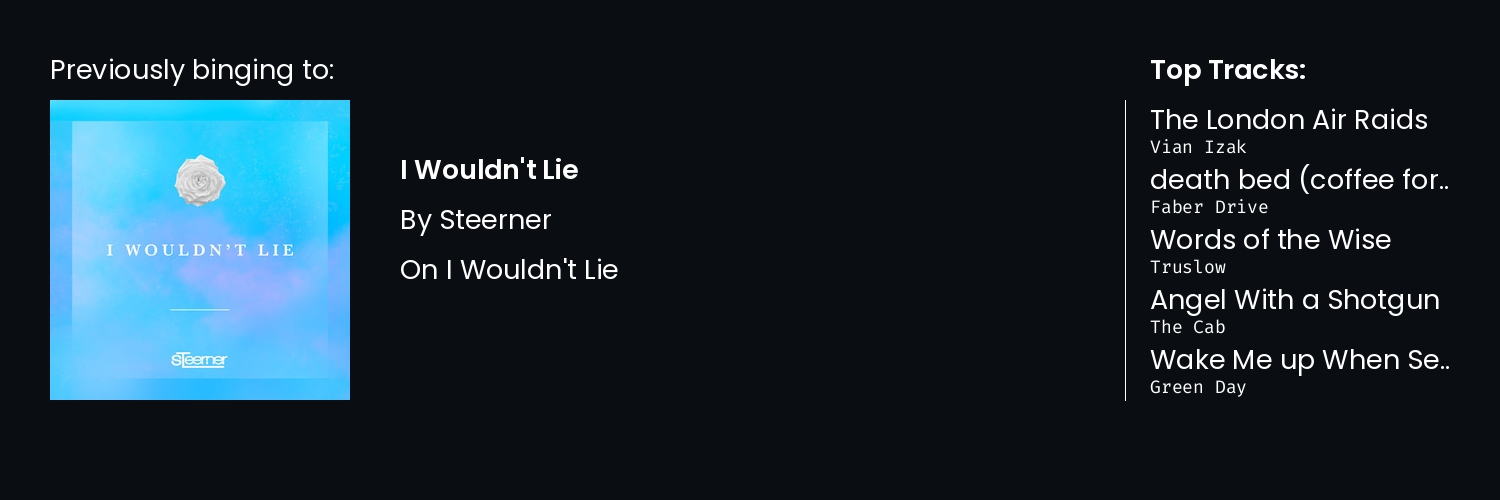 Previously binging to:
I WOULDN'T LIE
STeerner
I Wouldn't Lie
By Steerner
On I Wouldn't Lie
Top Tracks:
The London Air Raids
Vian Izak
death bed (coffee for..
Faber Drive
Words of the Wise
Truslow
Angel With a Shotgun
The Cab
Wake Me up When Se..
Green Day